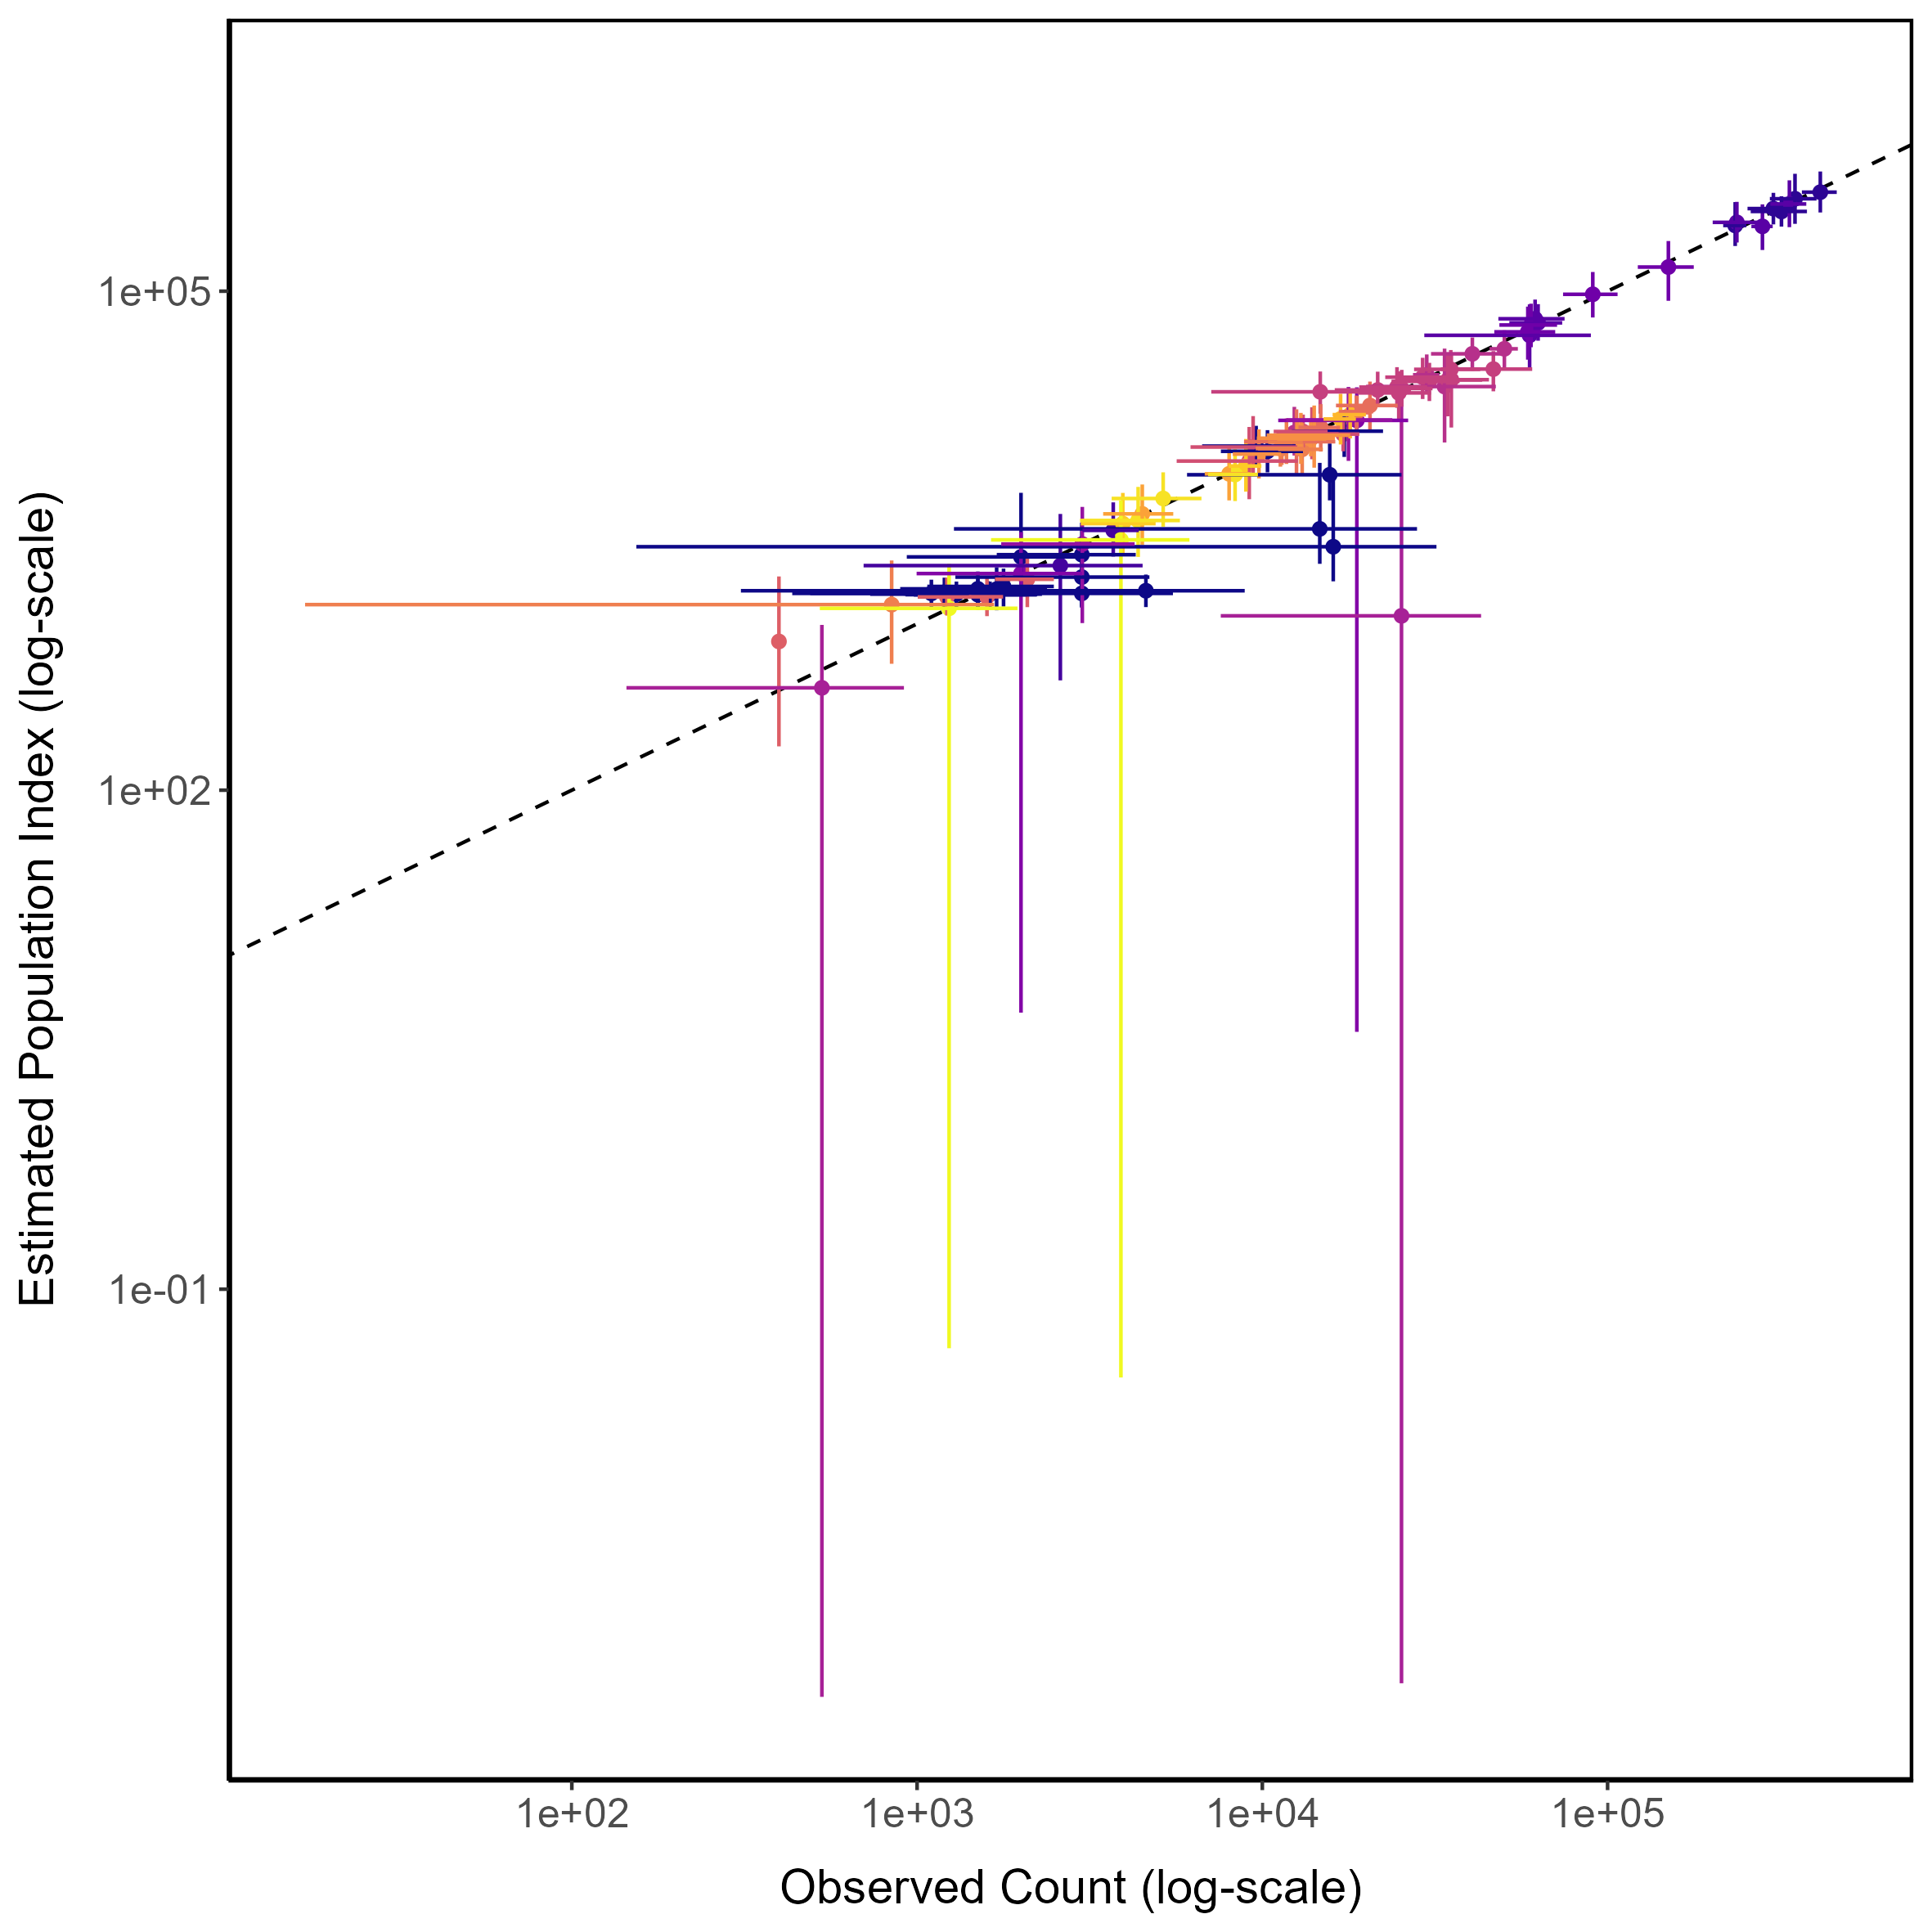 Estimated Population Index (log-scale)
1e+05
1e+02
1e-01
1e+02
1e+03
1e+04
1e+05
Observed Count (log-scale)